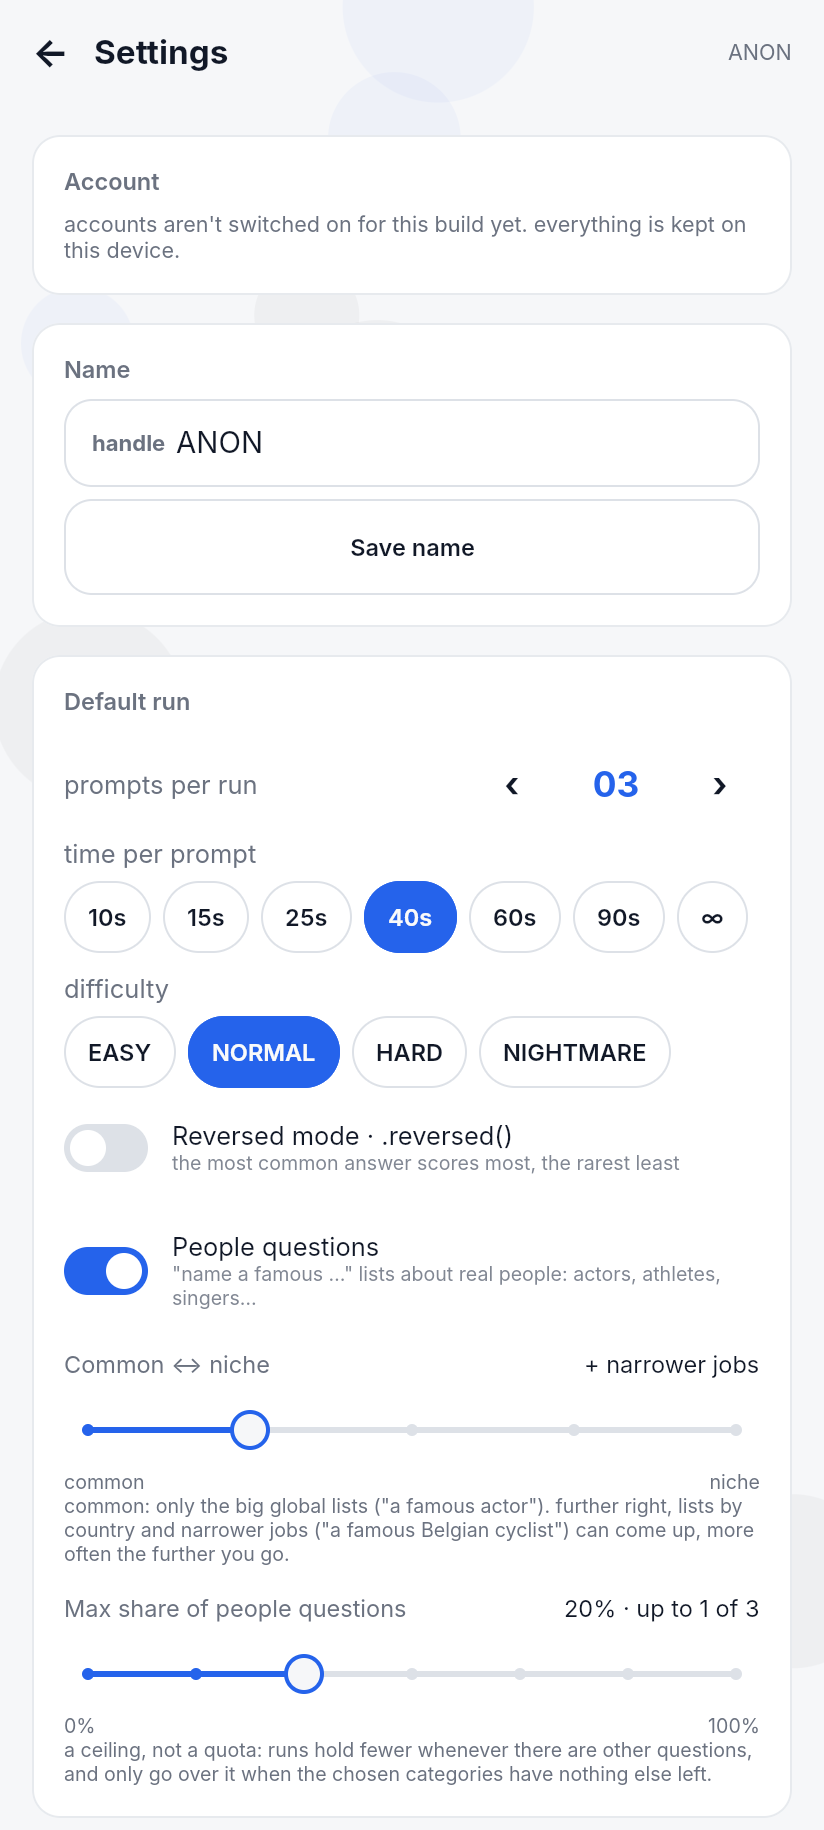 Settings
ANON
Account
accounts aren't switched on for this build yet. everything is kept on
this device.
Name
handle ANON
Save name
Default run
prompts per run ‹ 03 ›
time per prompt
10s 15s 25s 40s 60s 90s ∞
difficulty
EASY NORMAL HARD NIGHTMARE
Reversed mode · .reversed()
the most common answer scores most, the rarest least
People questions
"name a famous …" lists about real people: actors, athletes,
singers…
Common ↔ niche + narrower jobs
common niche
common: only the big global lists ("a famous actor"). further right, lists by
country and narrower jobs ("a famous Belgian cyclist") can come up, more
often the further you go.
Max share of people questions 20% · up to 1 of 3
0% 100%
a ceiling, not a quota: runs hold fewer whenever there are other questions,
and only go over it when the chosen categories have nothing else left.